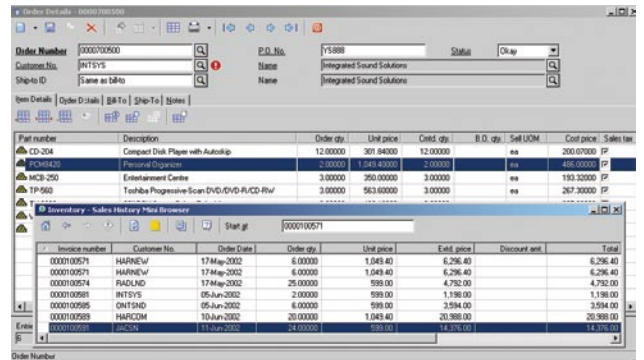 Order Details - 0000700500
Order Number 0000700500 P.O. No. YS888 Status Okay
Customer No. INTSYS Name Integrated Sound Solutions
Ship-to ID Same as bill-to Name Integrated Sound Solutions
Item Details Order Details Bill-To Ship-To Notes
Part number Description Order qty. Unit price Cmtd. qty. B.O. qty. Sell UOM Cost price Sales tax
CD-204 Compact Disk Player with Autoskip 12.00000 301.84000 12.00000 ea 200.07000
PCM9420 Personal Organizer 2.00000 1,049.40000 2.00000 ea 486.00000
MCB-250 Entertainment Centre 3.00000 350.00000 3.00000 ea 193.32000
TP-560 Toshiba Progressive-Scan DVD/DVD-R/CD-RW 3.00000 563.60000 3.00000 ea 267.30000
Inventory - Sales History Mini Browser
Start at 0000100571
Invoice number Customer No. Order Date Order qty. Unit price Extd. price Discount amt. Total
0000100571 HARNEW 17-May-2002 6.00000 1,049.40 6,296.40 6,296.40
0000100571 HARNEW 17-May-2002 6.00000 1,049.40 6,296.40 6,296.40
0000100574 RADLND 17-May-2002 25.00000 599.00 4,792.00 4,792.00
0000100581 INTSYS 05-Jun-2002 2.00000 599.00 1,198.00 1,198.00
0000100585 ONTSND 05-Jun-2002 6.00000 599.00 3,594.00 3,594.00
0000100589 HARCOM 10-Jun-2002 20.00000 1,049.40 20,988.00 20,988.00
0000100591 JACSN 11-Jun-2002 24.00000 599.00 14,376.00 14,376.00
6
Order Number